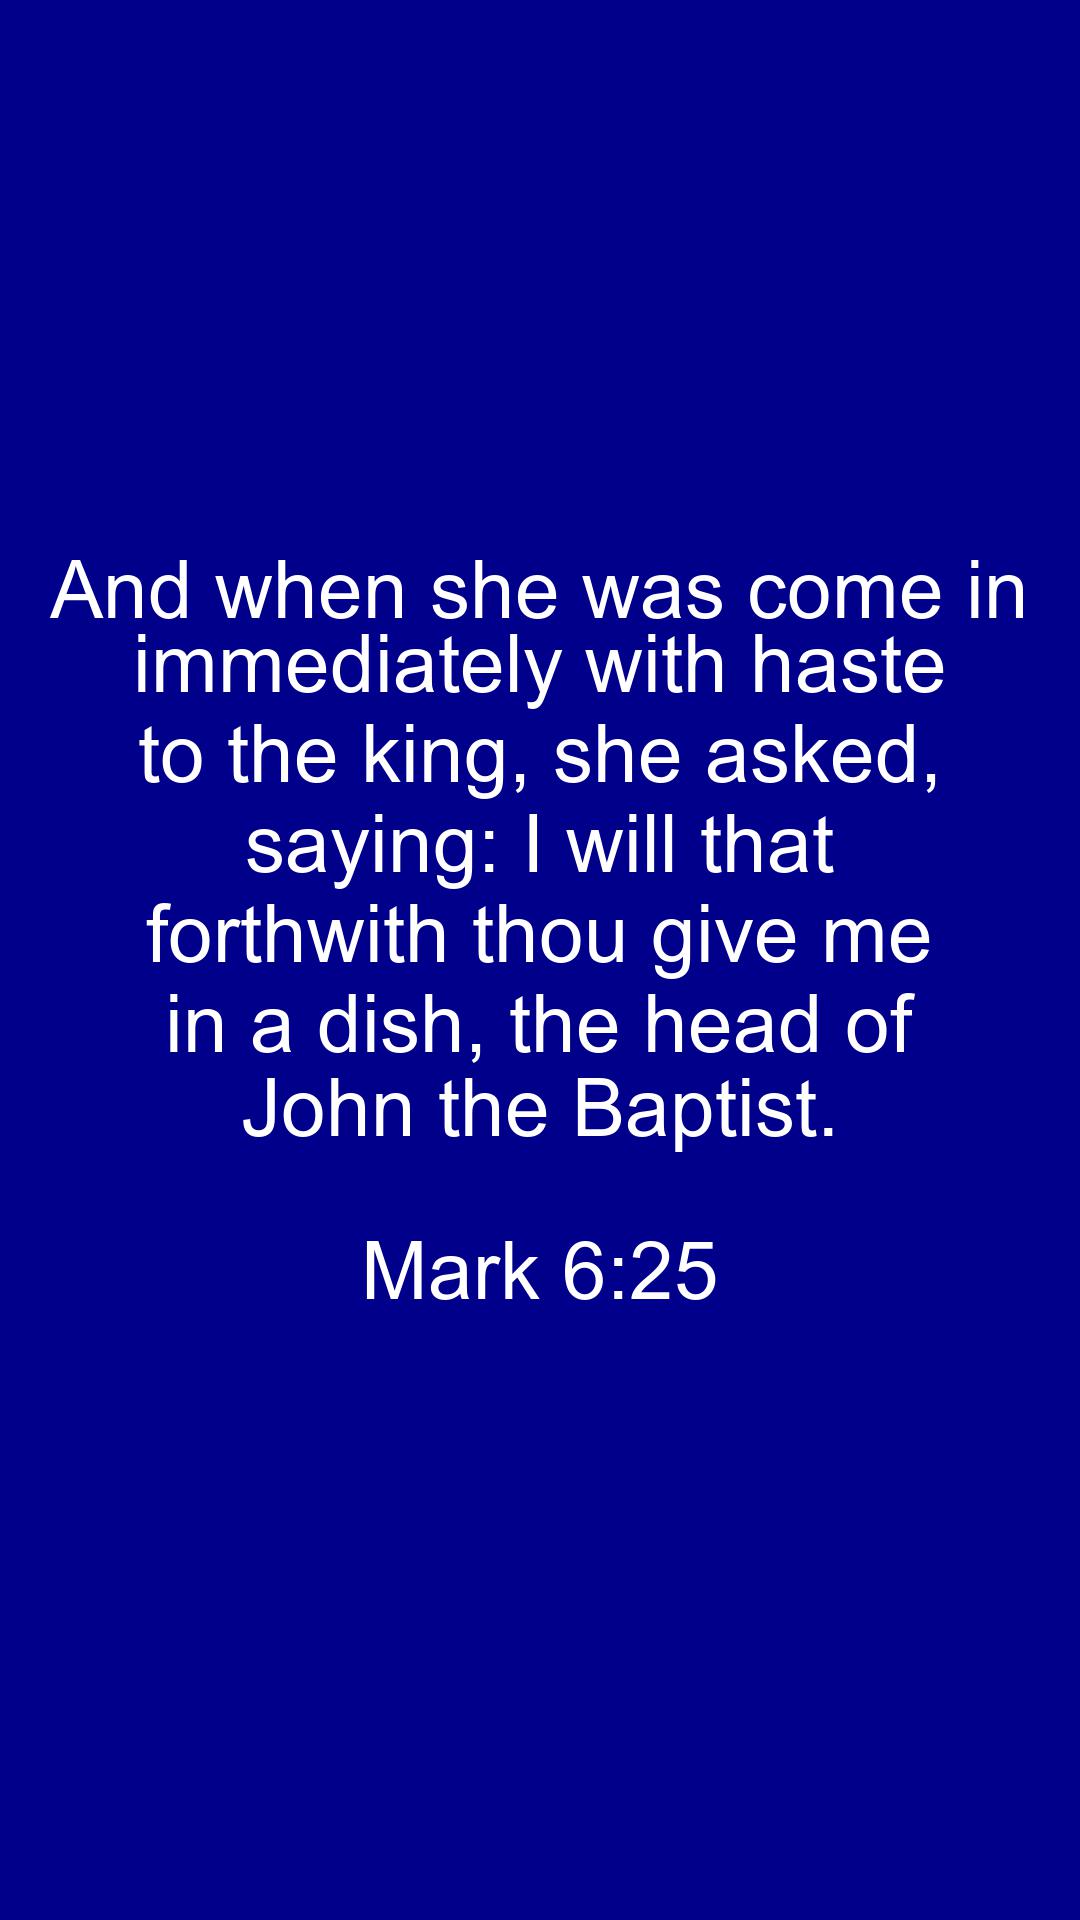 And when she was come in
immediately with haste
to the king, she asked,
saying: I will that
forthwith thou give me
in a dish, the head of
John the Baptist.
Mark 6:25